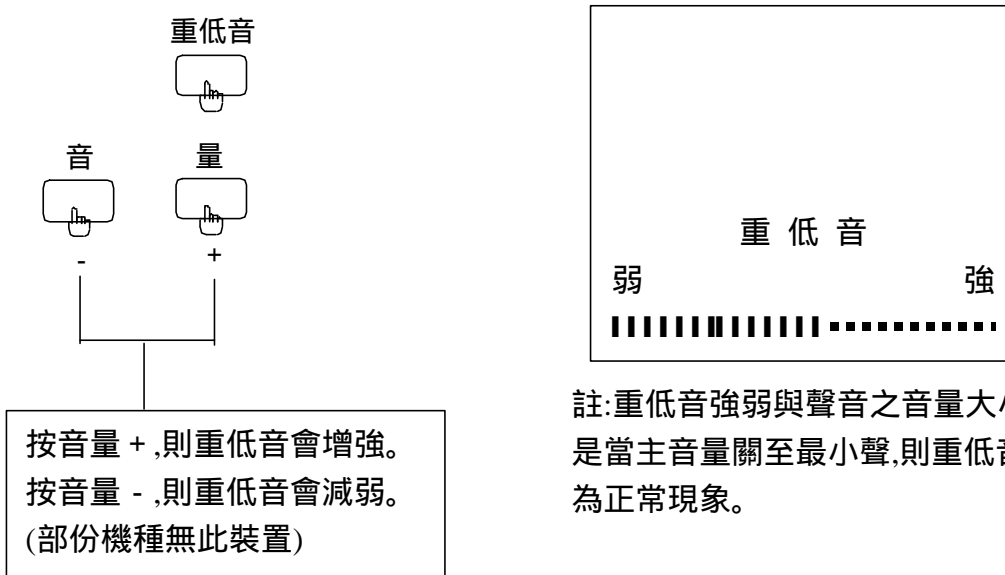 重低音
音 量
- +
按音量 + ,則重低音會增強。
按音量 - ,則重低音會減弱。
(部份機種無此裝置)
重 低 音
弱 強
註:重低音強弱與聲音之音量大
是當主音量關至最小聲,則重低
為正常現象。